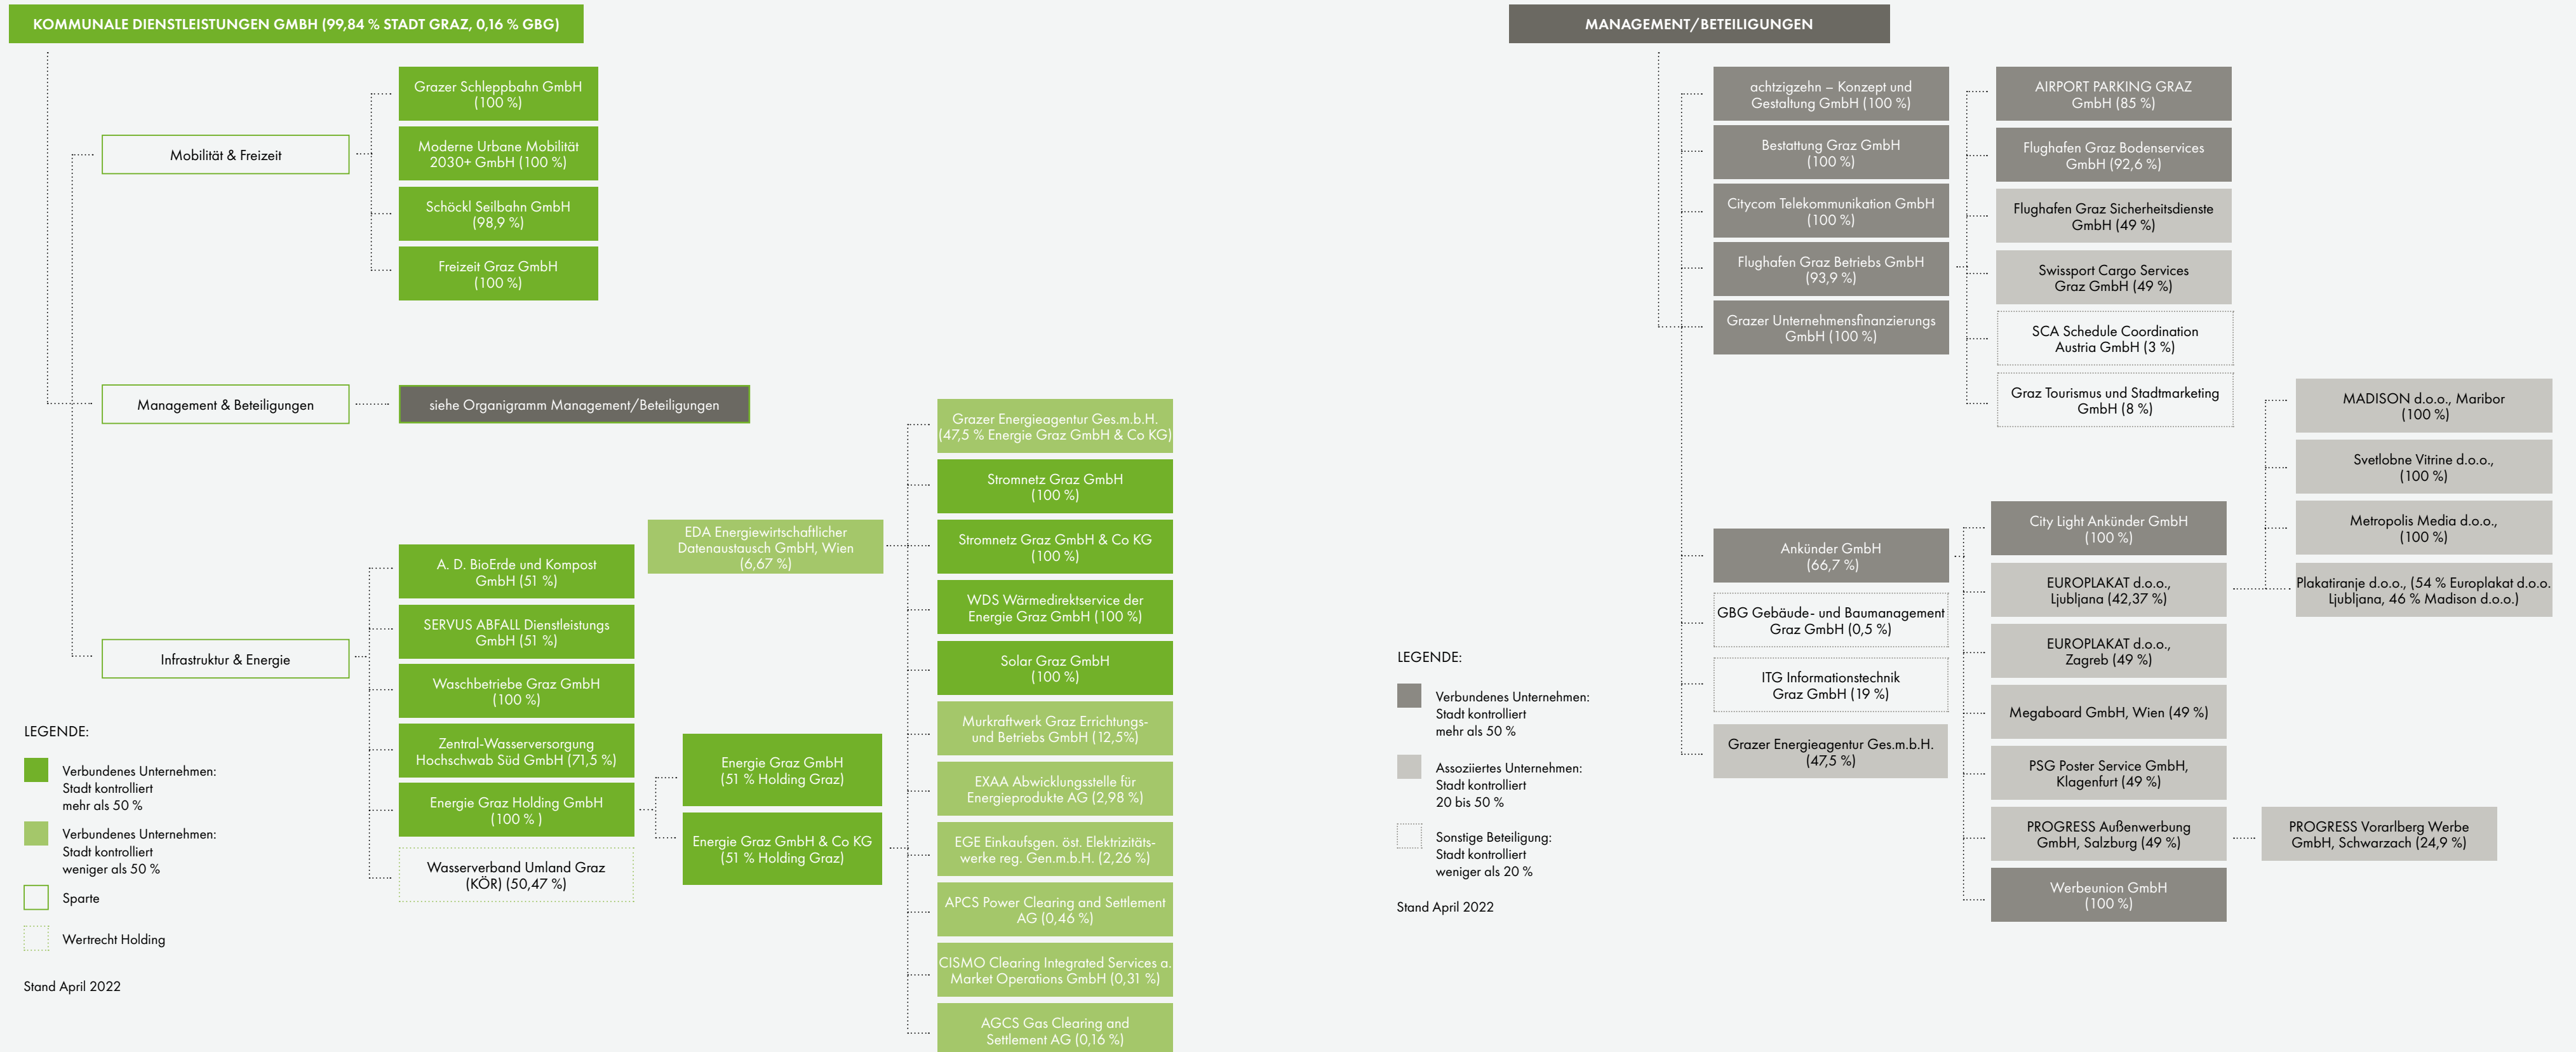 KOMMUNALE DIENSTLEISTUNGEN GMBH (99,84 % STADT GRAZ, 0,16 % GBG)
Mobilität & Freizeit
Grazer Schleppbahn GmbH
(100 %)
Moderne Urbane Mobilität
2030+ GmbH (100 %)
Schöckl Seilbahn GmbH
(98,9 %)
Freizeit Graz GmbH
(100 %)
Management & Beteiligungen
siehe Organigramm Management/Beteiligungen
Infrastruktur & Energie
A. D. BioErde und Kompost
GmbH (51 %)
SERVUS ABFALL Dienstleistungs
GmbH (51 %)
Waschbetriebe Graz GmbH
(100 %)
Zentral-Wasserversorgung
Hochschwab Süd GmbH (71,5 %)
Energie Graz Holding GmbH
(100 % )
Wasserverband Umland Graz
(KÖR) (50,47 %)
Energie Graz GmbH
(51 % Holding Graz)
Energie Graz GmbH & Co KG
(51 % Holding Graz)
EDA Energiewirtschaftlicher
Datenaustausch GmbH, Wien
(6,67 %)
Grazer Energieagentur Ges.m.b.H.
(47,5 % Energie Graz GmbH & Co KG)
Stromnetz Graz GmbH
(100 %)
Stromnetz Graz GmbH & Co KG
(100 %)
WDS Wärmedirektservice der
Energie Graz GmbH (100 %)
Solar Graz GmbH
(100 %)
Murkraftwerk Graz Errichtungs-
und Betriebs GmbH (12,5%)
EXAA Abwicklungsstelle für
Energieprodukte AG (2,98 %)
EGE Einkaufsgen. öst. Elektrizitäts-
werke reg. Gen.m.b.H. (2,26 %)
APCS Power Clearing and Settlement
AG (0,46 %)
CISMO Clearing Integrated Services a.
Market Operations GmbH (0,31 %)
AGCS Gas Clearing and
Settlement AG (0,16 %)
LEGENDE:
Verbundenes Unternehmen:
Stadt kontrolliert
mehr als 50 %
Verbundenes Unternehmen:
Stadt kontrolliert
weniger als 50 %
Sparte
Wertrecht Holding
Stand April 2022
MANAGEMENT/BETEILIGUNGEN
achtzigzehn – Konzept und
Gestaltung GmbH (100 %)
Bestattung Graz GmbH
(100 %)
Citycom Telekommunikation GmbH
(100 %)
Flughafen Graz Betriebs GmbH
(93,9 %)
Grazer Unternehmensfinanzierungs
GmbH (100 %)
AIRPORT PARKING GRAZ
GmbH (85 %)
Flughafen Graz Bodenservices
GmbH (92,6 %)
Flughafen Graz Sicherheitsdienste
GmbH (49 %)
Swissport Cargo Services
Graz GmbH (49 %)
SCA Schedule Coordination
Austria GmbH (3 %)
Graz Tourismus und Stadtmarketing
GmbH (8 %)
Ankünder GmbH
(66,7 %)
GBG Gebäude- und Baumanagement
Graz GmbH (0,5 %)
ITG Informationstechnik
Graz GmbH (19 %)
Grazer Energieagentur Ges.m.b.H.
(47,5 %)
City Light Ankünder GmbH
(100 %)
EUROPLAKAT d.o.o.,
Ljubljana (42,37 %)
EUROPLAKAT d.o.o.,
Zagreb (49 %)
Megaboard GmbH, Wien (49 %)
PSG Poster Service GmbH,
Klagenfurt (49 %)
PROGRESS Außenwerbung
GmbH, Salzburg (49 %)
Werbeunion GmbH
(100 %)
MADISON d.o.o., Maribor
(100 %)
Svetlobne Vitrine d.o.o.,
(100 %)
Metropolis Media d.o.o.,
(100 %)
Plakatiranje d.o.o., (54 % Europlakat d.o.o.
Ljubljana, 46 % Madison d.o.o.)
PROGRESS Vorarlberg Werbe
GmbH, Schwarzach (24,9 %)
LEGENDE:
Verbundenes Unternehmen:
Stadt kontrolliert
mehr als 50 %
Assoziiertes Unternehmen:
Stadt kontrolliert
20 bis 50 %
Sonstige Beteiligung:
Stadt kontrolliert
weniger als 20 %
Stand April 2022